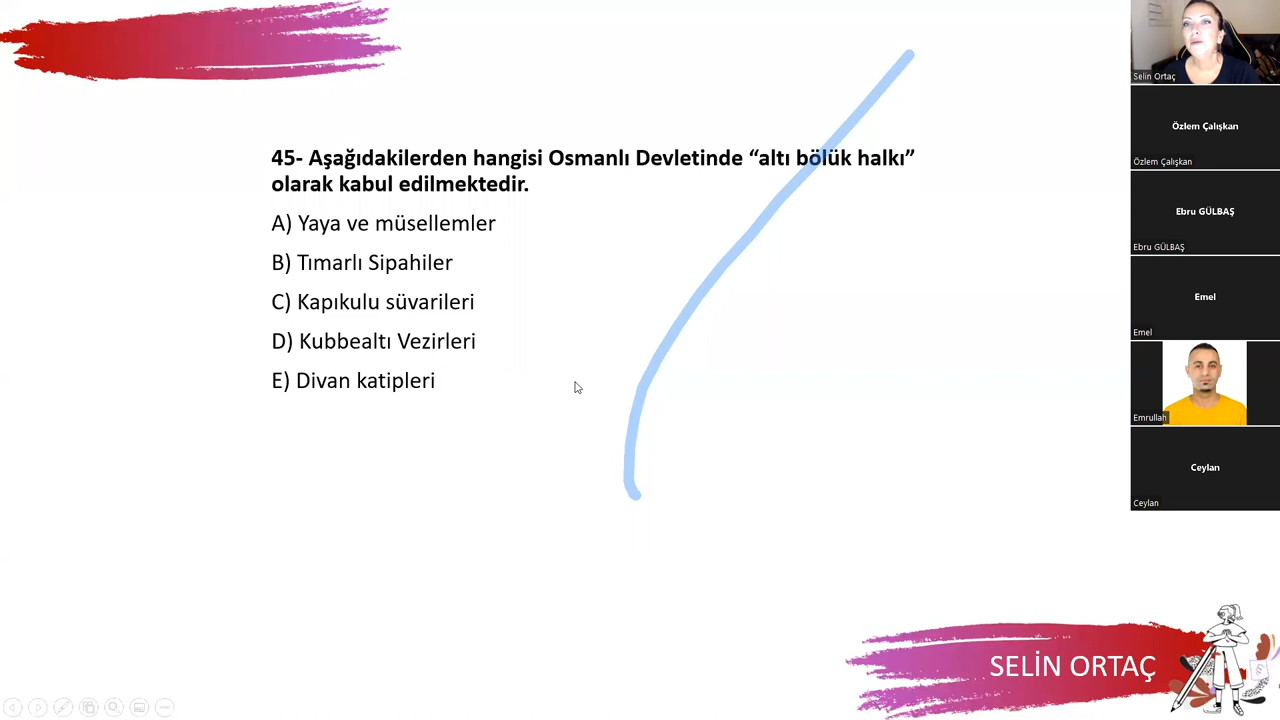 45- Aşağıdakilerden hangisi Osmanlı Devletinde “altı bölük halkı”
olarak kabul edilmektedir.
A) Yaya ve müsellemler
B) Tımarlı Sipahiler
C) Kapıkulu süvarileri
D) Kubbealtı Vezirleri
E) Divan katipleri
SELİN ORTAÇ
Selin Ortaç
Özlem Çalışkan
Özlem Çalışkan
Ebru GÜLBAŞ
Ebru GÜLBAŞ
Emel
Emel
Emrullah
Ceylan
Ceylan